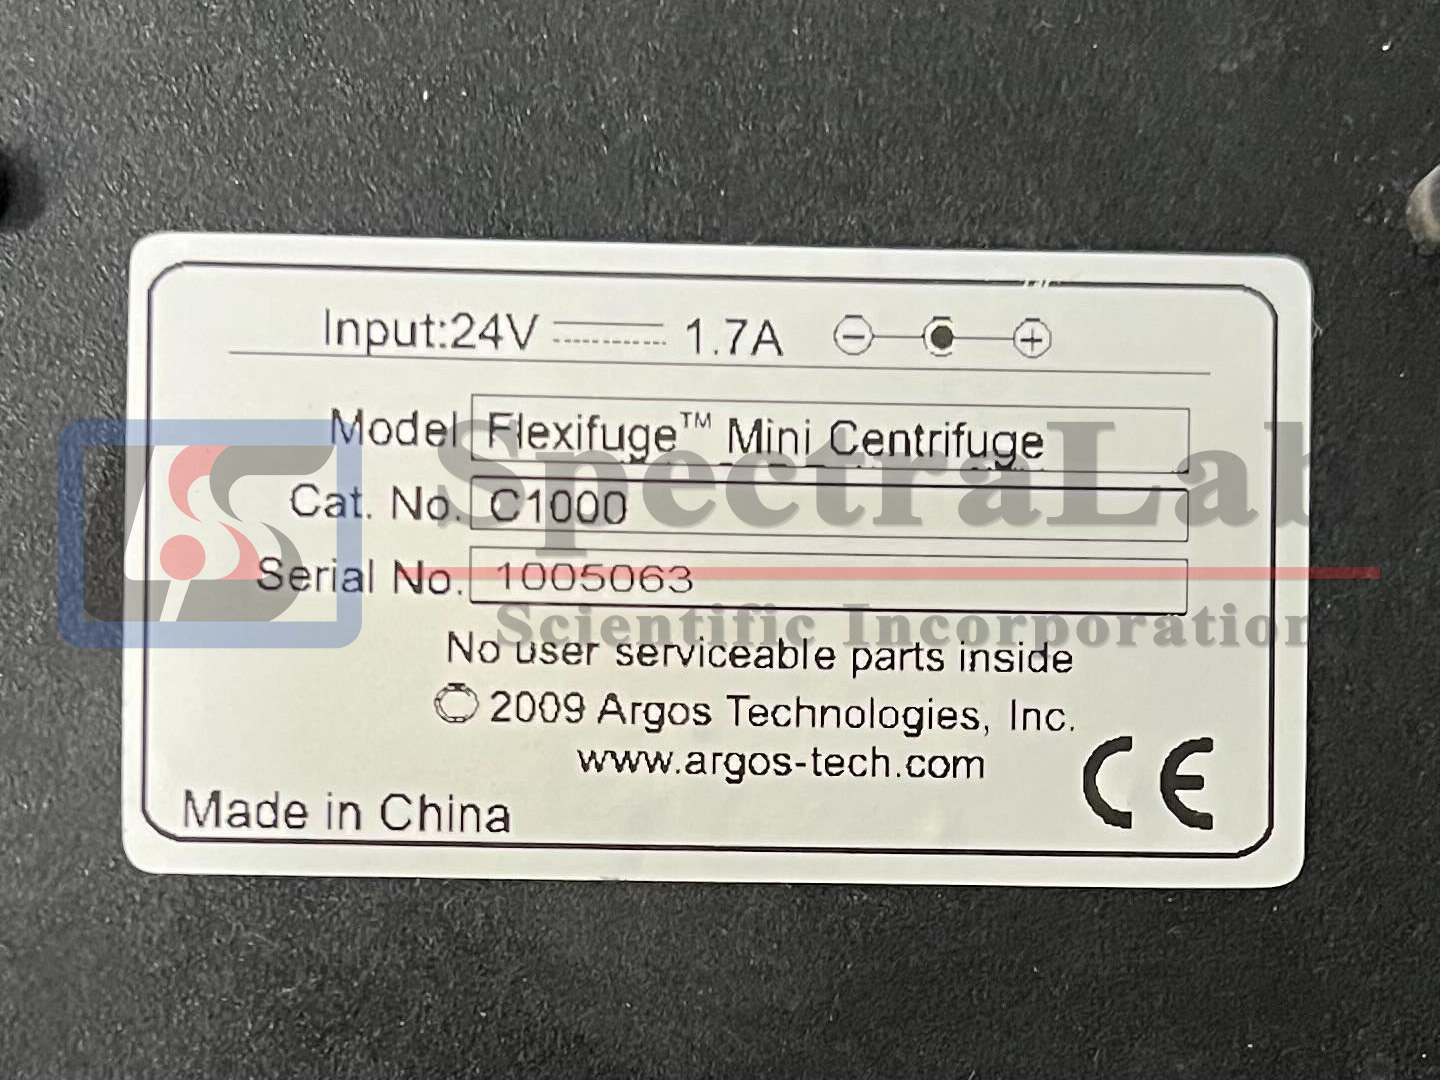 Input:24V 1.7A
Model Flexifuge™ Mini Centrifuge
Cat. No. C1000
Serial No. 1005063
No user serviceable parts inside
© 2009 Argos Technologies, Inc.
www.argos-tech.com
Made in China
CE
SpectraLab
Scientific Incorporation